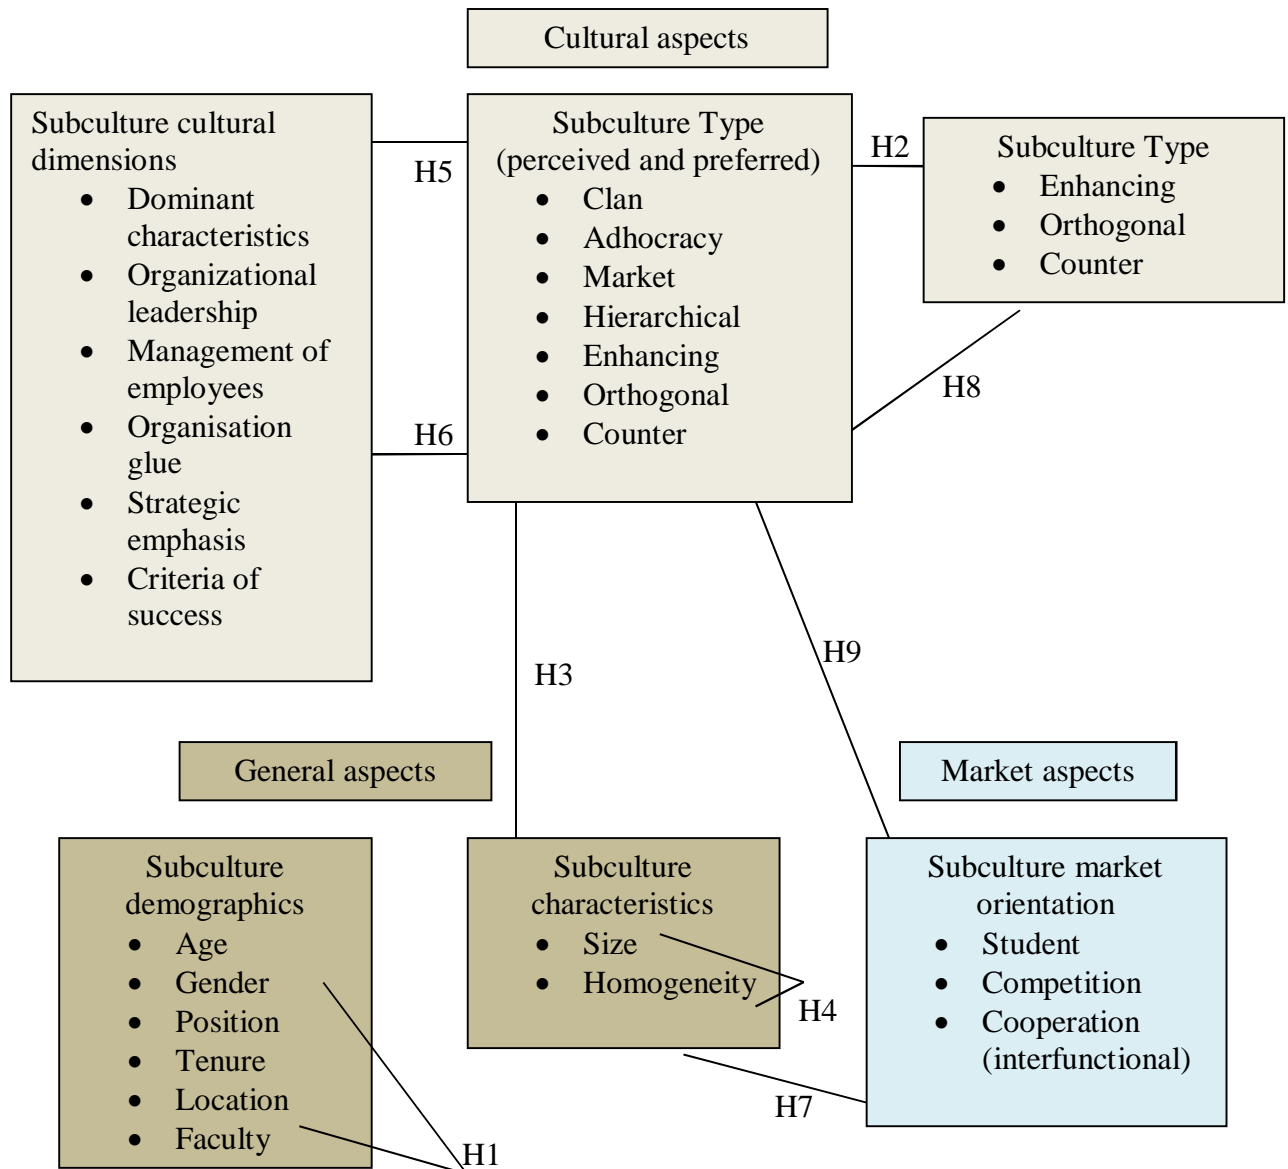 Cultural aspects
Subculture cultural
dimensions
• Dominant
characteristics
• Organizational
leadership
• Management of
employees
• Organisation
glue
• Strategic
emphasis
• Criteria of
success
H5
H6
Subculture Type
(perceived and preferred)
• Clan
• Adhocracy
• Market
• Hierarchical
• Enhancing
• Orthogonal
• Counter
H2
Subculture Type
• Enhancing
• Orthogonal
• Counter
H8
H3
H9
General aspects
Market aspects
Subculture
demographics
• Age
• Gender
• Position
• Tenure
• Location
• Faculty
H1
Subculture
characteristics
• Size
• Homogeneity
H4
H7
Subculture market
orientation
• Student
• Competition
• Cooperation
(interfunctional)